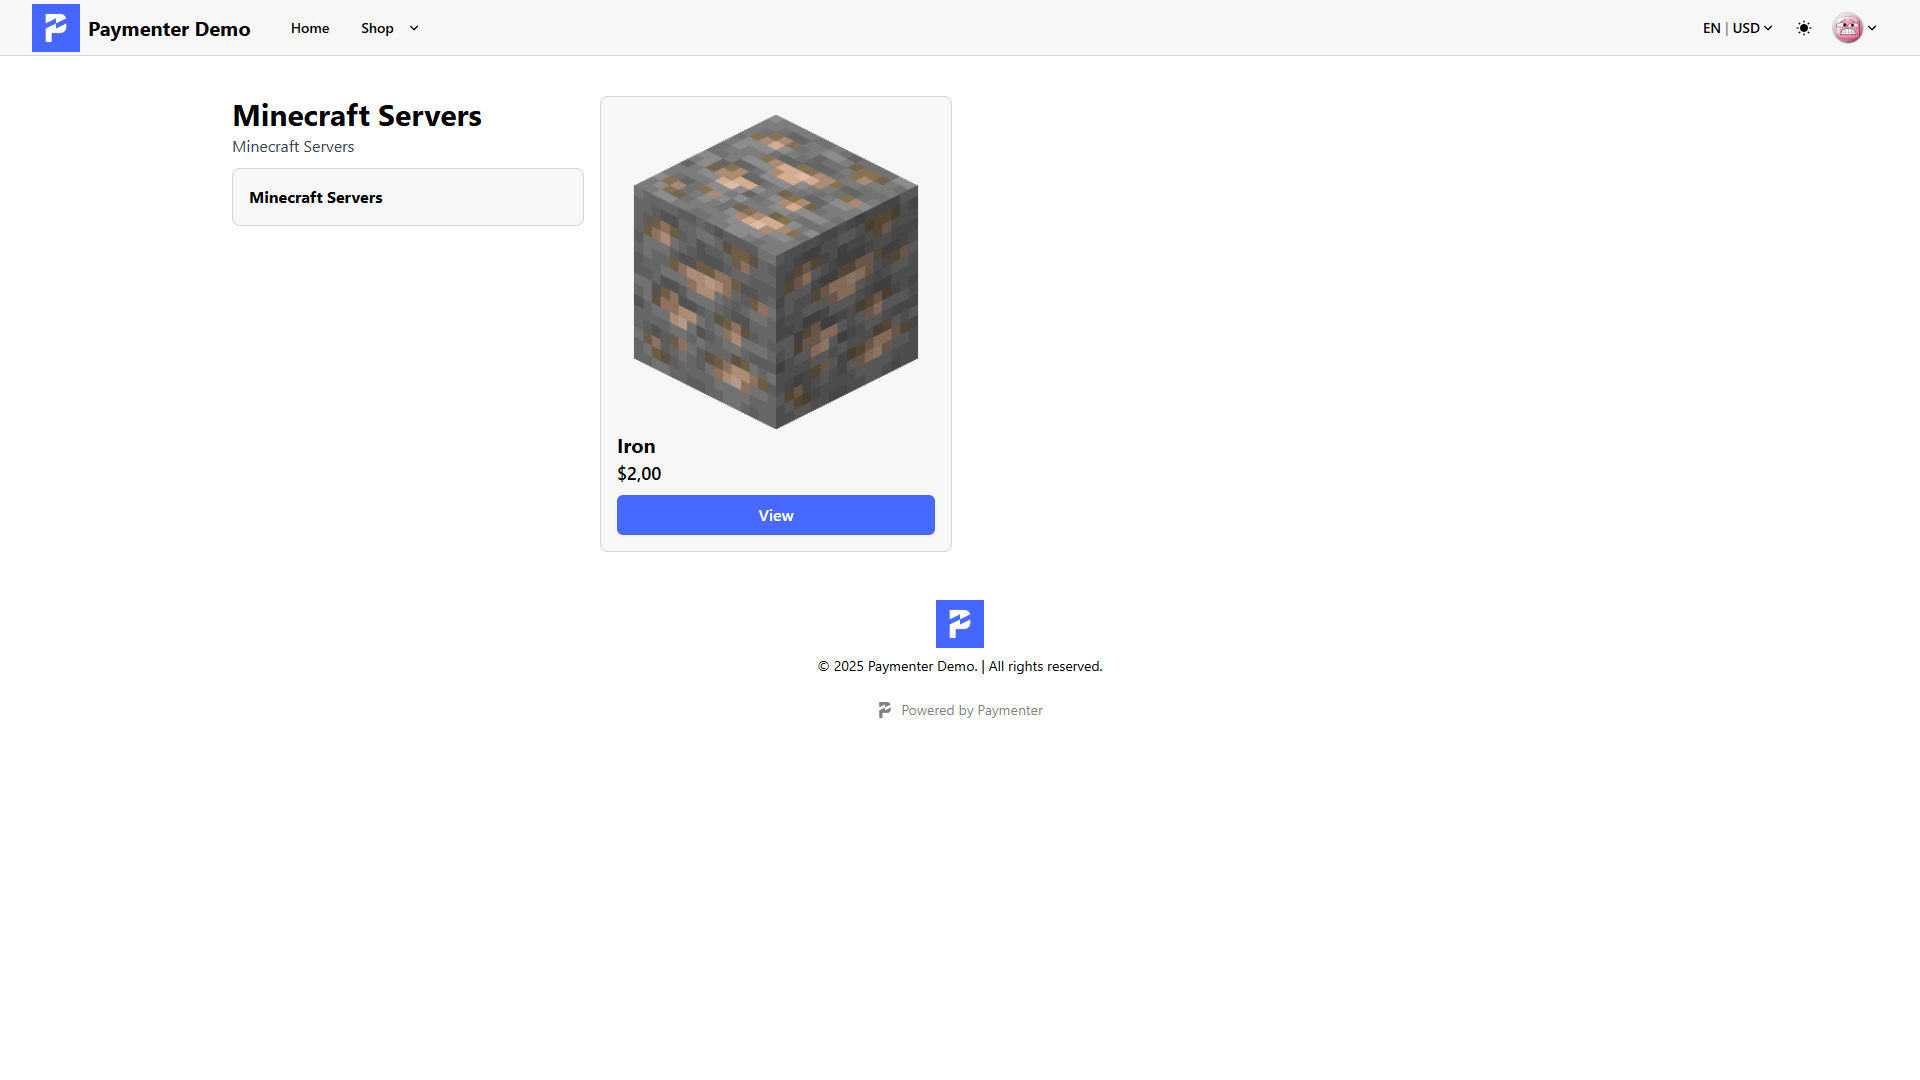 Paymenter Demo
Home
Shop
EN | USD
Minecraft Servers
Minecraft Servers
Minecraft Servers
Iron
$2,00
View
© 2025 Paymenter Demo. | All rights reserved.
Powered by Paymenter